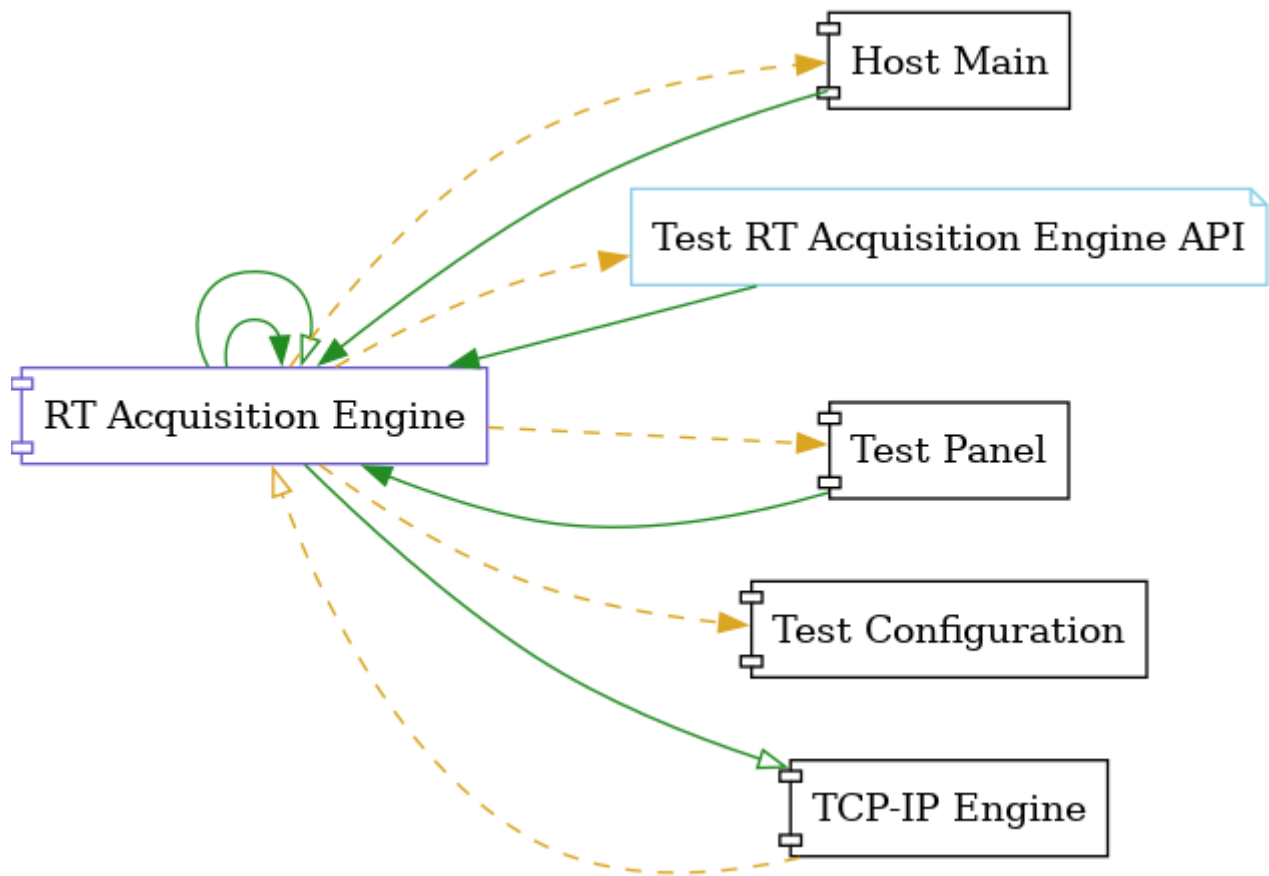 Host Main
Test RT Acquisition Engine API
RT Acquisition Engine
Test Panel
Test Configuration
TCP-IP Engine